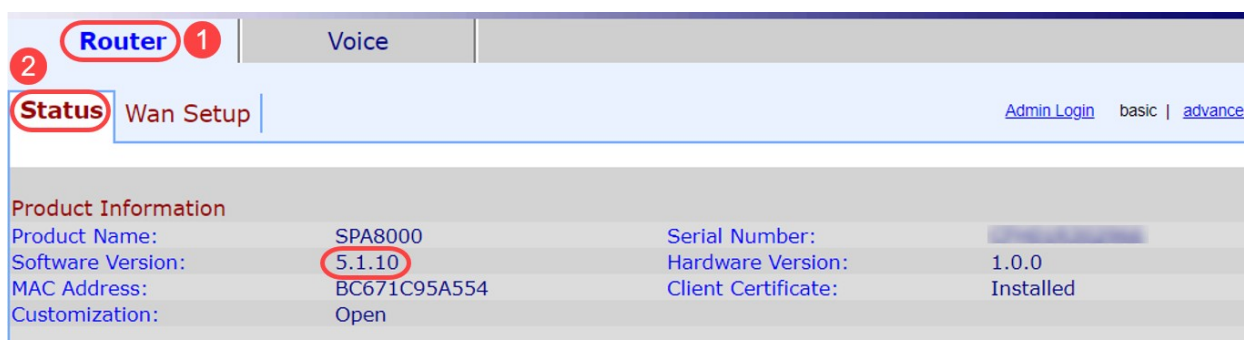 Router 1 Voice
2
Status Wan Setup Admin Login basic | advance
Product Information
Product Name: SPA8000 Serial Number:
Software Version: 5.1.10 Hardware Version: 1.0.0
MAC Address: BC671C95A554 Client Certificate: Installed
Customization: Open